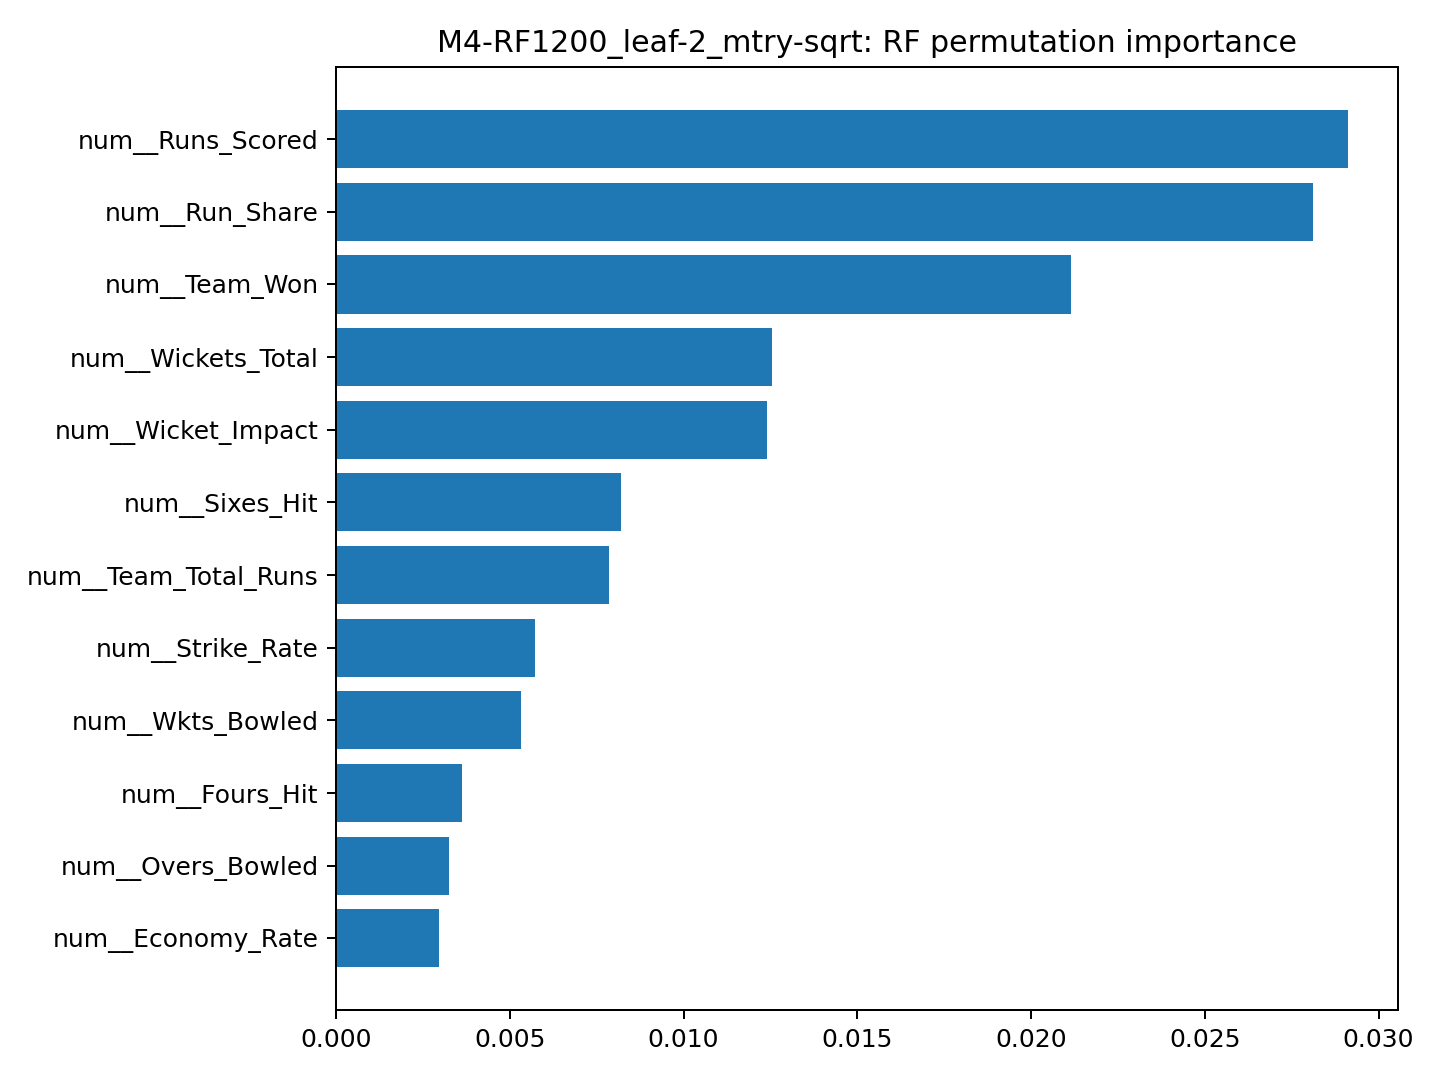 M4-RF1200_leaf-2_mtry-sqrt: RF permutation importance
num__Runs_Scored
num__Run_Share
num__Team_Won
num__Wickets_Total
num__Wicket_Impact
num__Sixes_Hit
num__Team_Total_Runs
num__Strike_Rate
num__Wkts_Bowled
num__Fours_Hit
num__Overs_Bowled
num__Economy_Rate
0.000 0.005 0.010 0.015 0.020 0.025 0.030